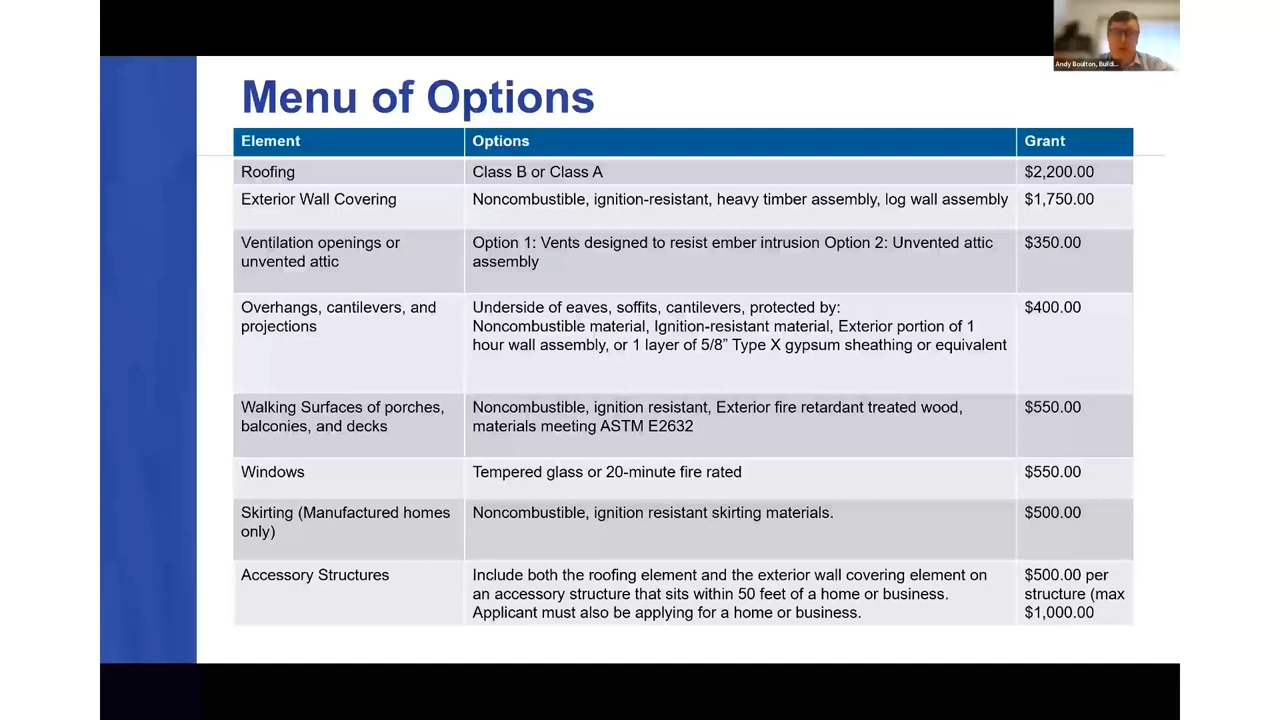 Andy Boulton, Buildi...
Menu of Options
Element Options Grant
Roofing Class B or Class A $2,200.00
Exterior Wall Covering Noncombustible, ignition-resistant, heavy timber assembly, log wall assembly $1,750.00
Ventilation openings or
unvented attic
Option 1: Vents designed to resist ember intrusion Option 2: Unvented attic
assembly
$350.00
Overhangs, cantilevers, and
projections
Underside of eaves, soffits, cantilevers, protected by:
Noncombustible material, Ignition-resistant material, Exterior portion of 1
hour wall assembly, or 1 layer of 5/8” Type X gypsum sheathing or equivalent
$400.00
Walking Surfaces of porches,
balconies, and decks
Noncombustible, ignition resistant, Exterior fire retardant treated wood,
materials meeting ASTM E2632
$550.00
Windows Tempered glass or 20-minute fire rated $550.00
Skirting (Manufactured homes
only)
Noncombustible, ignition resistant skirting materials.
$500.00
Accessory Structures
Include both the roofing element and the exterior wall covering element on
an accessory structure that sits within 50 feet of a home or business.
Applicant must also be applying for a home or business.
$500.00 per
structure (max
$1,000.00